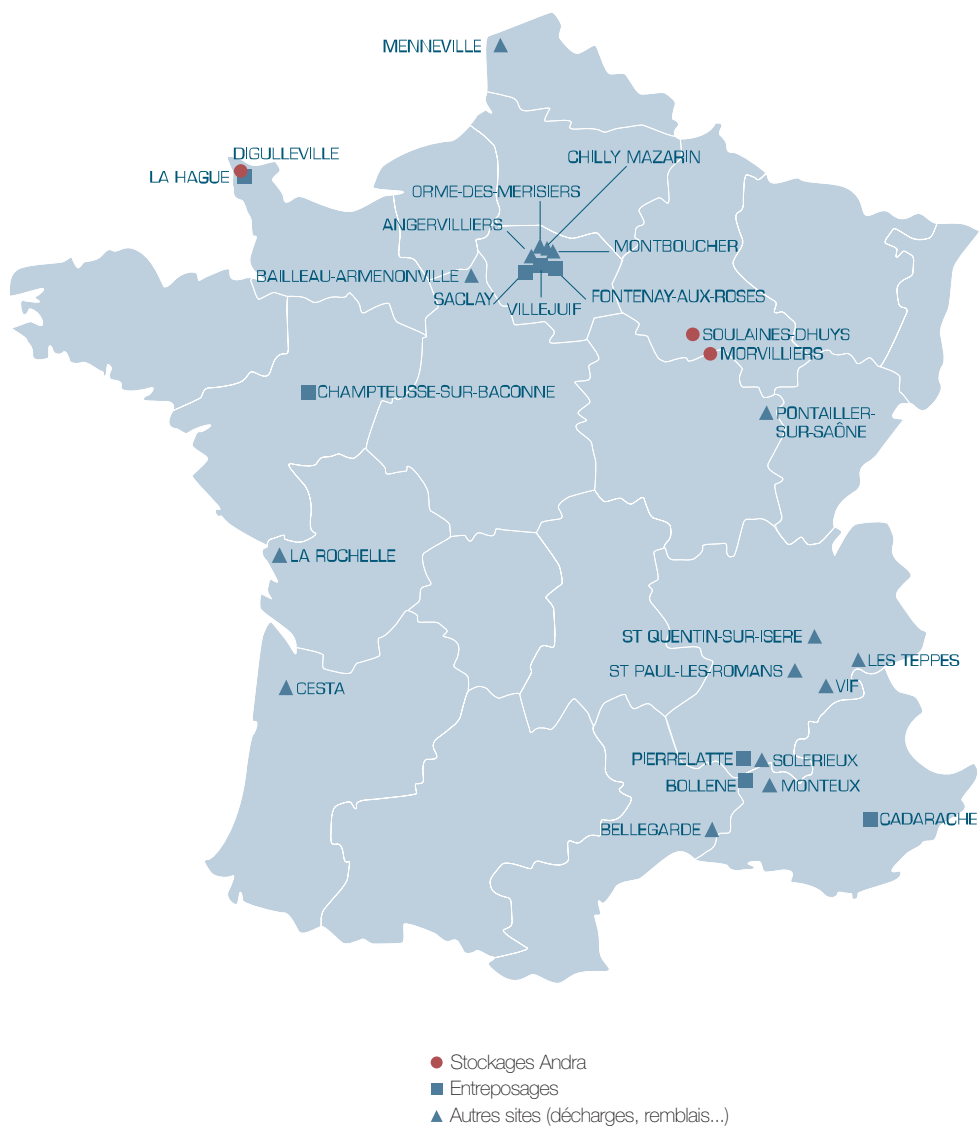 MENNEVILLE
DIGULLEVILLE
CHILLY MAZARIN
LA HAGUE
ORME-DES-MERISIERS
ANGERVILLIERS
MONTBOUCHER
BAILLEAU-ARMENONVILLE
SACLAY
FONTENAY-AUX-ROSES
VILLEJUIF
SOULAINES-DHUYS
MORVILLIERS
CHAMPTEUSSE-SUR-BACONNE
PONTAILLER-
SUR-SAÔNE
LA ROCHELLE
ST QUENTIN-SUR-ISERE
LES TEPPES
ST PAUL-LES-ROMANS
VIF
CESTA
PIERRELATTE
SOLERIEUX
BOLLENE
MONTEUX
CADARACHE
BELLEGARDE
Stockages Andra
Entreposages
Autres sites (décharges, remblais...)